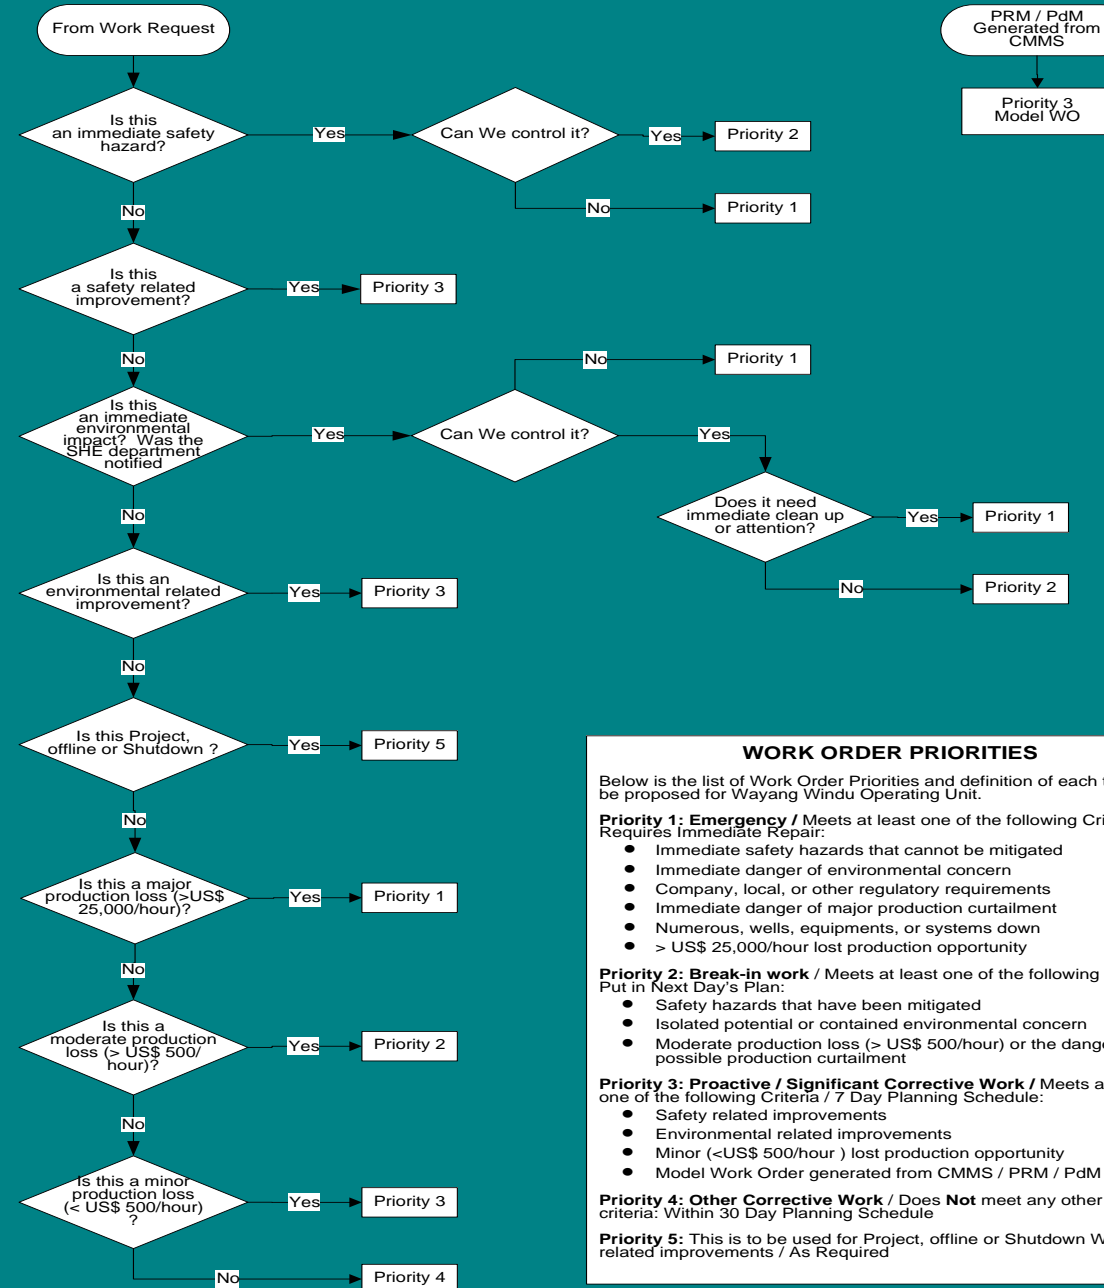 From Work Request
PRM / PdM
Generated from
CMMS
Priority 3
Model WO
Is this
an immediate safety
hazard?
Yes
Can We control it?
Yes
Priority 2
No
Priority 1
No
Is this
a safety related
improvement?
Yes
Priority 3
No
Is this
an immediate
environmental
impact? Was the
SHE department
notified
Yes
Can We control it?
No
Priority 1
Yes
Does it need
immediate clean up
or attention?
Yes
Priority 1
No
Priority 2
No
Is this an
environmental related
improvement?
Yes
Priority 3
No
Is this Project,
offline or Shutdown ?
Yes
Priority 5
No
Is this a major
production loss (>US$
25,000/hour)?
Yes
Priority 1
No
Is this a
moderate production
loss (> US$ 500/
hour)?
Yes
Priority 2
No
Is this a minor
production loss
(< US$ 500/hour)
?
Yes
Priority 3
No
Priority 4
WORK ORDER PRIORITIES
Below is the list of Work Order Priorities and definition of each
be proposed for Wayang Windu Operating Unit.
Priority 1: Emergency / Meets at least one of the following
Requires Immediate Repair:
● Immediate safety hazards that cannot be mitigated
● Immediate danger of environmental concern
● Company, local, or other regulatory requirements
● Immediate danger of major production curtailment
● Numerous, wells, equipments, or systems down
● > US$ 25,000/hour lost production opportunity
Priority 2: Break-in work / Meets at least one of the following
Put in Next Day's Plan:
● Safety hazards that have been mitigated
● Isolated potential or contained environmental concern
● Moderate production loss (> US$ 500/hour) or the
possible production curtailment
Priority 3: Proactive / Significant Corrective Work / Meets
one of the following Criteria / 7 Day Planning Schedule:
● Safety related improvements
● Environmental related improvements
● Minor (<US$ 500/hour ) lost production opportunity
● Model Work Order generated from CMMS / PRM / PdM
Priority 4: Other Corrective Work / Does Not meet any other
criteria: Within 30 Day Planning Schedule
Priority 5: This is to be used for Project, offline or Shutdown
related improvements / As Required